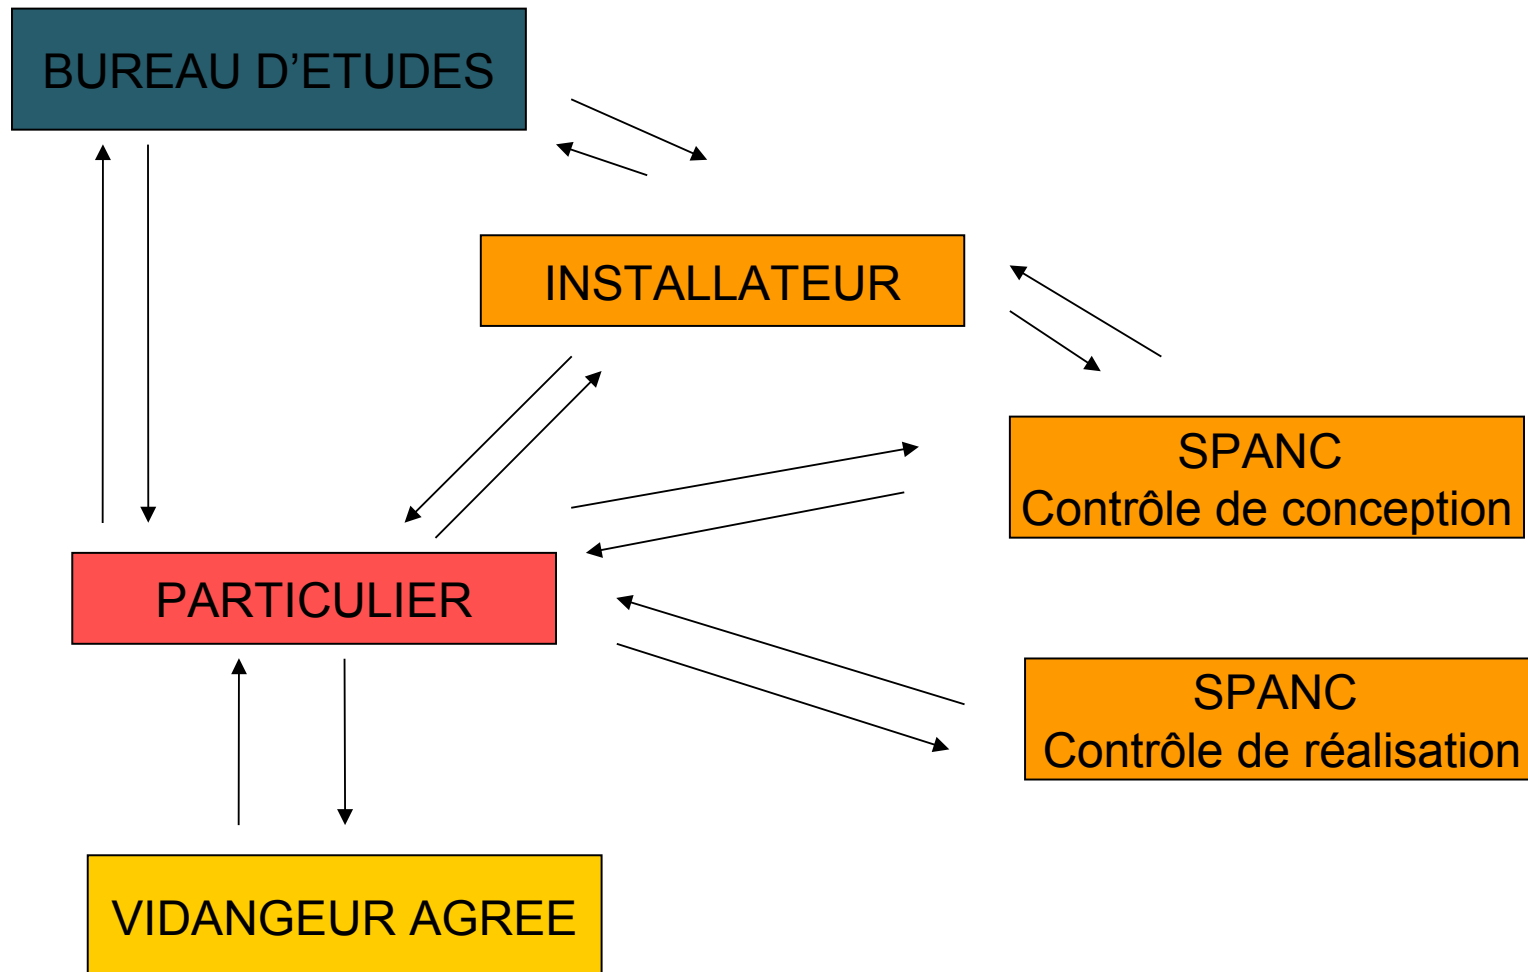 BUREAU D’ETUDES
INSTALLATEUR
SPANC
Contrôle de conception
PARTICULIER
SPANC
Contrôle de réalisation
VIDANGEUR AGREE